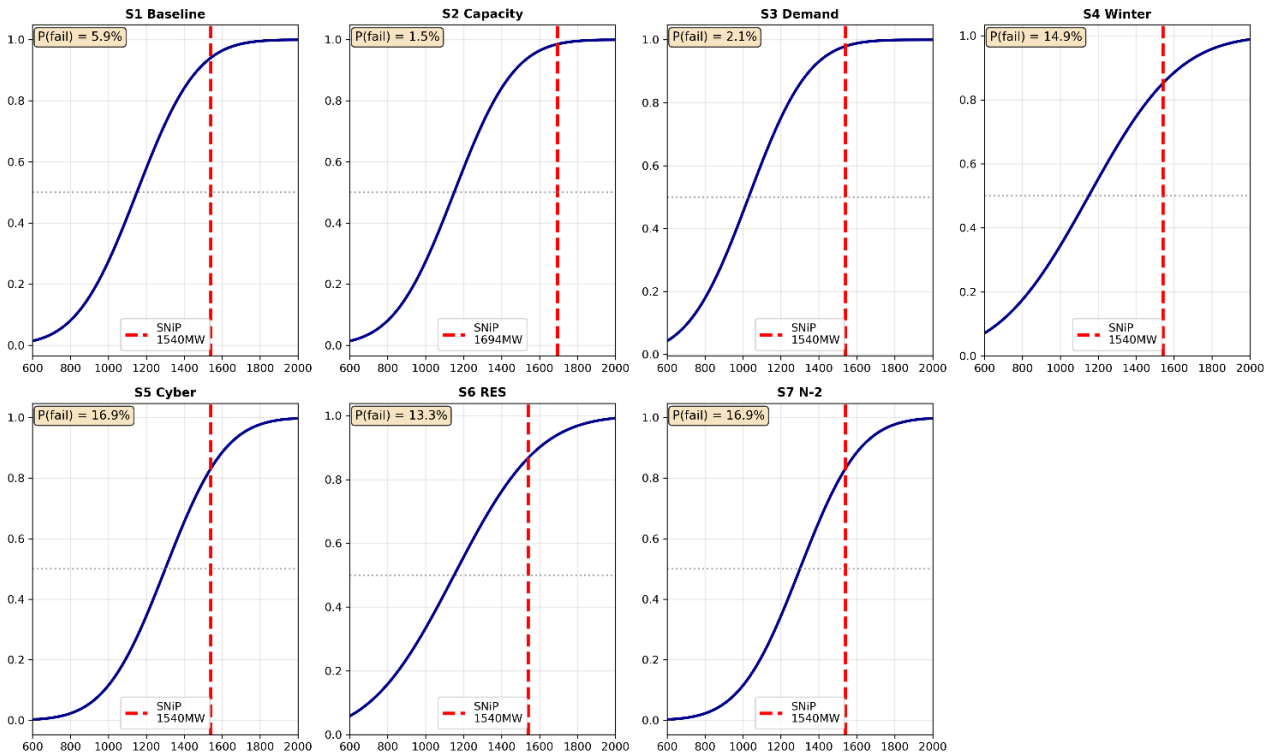 S1 Baseline
P(fail) = 5.9%
1.0
0.8
0.6
0.4
0.2
0.0
SNiP
1540MW
600 800 1000 1200 1400 1600 1800 2000
S2 Capacity
P(fail) = 1.5%
1.0
0.8
0.6
0.4
0.2
0.0
SNiP
1694MW
600 800 1000 1200 1400 1600 1800 2000
S3 Demand
P(fail) = 2.1%
1.0
0.8
0.6
0.4
0.2
0.0
SNiP
1540MW
600 800 1000 1200 1400 1600 1800 2000
S4 Winter
P(fail) = 14.9%
1.0
0.8
0.6
0.4
0.2
0.0
SNiP
1540MW
600 800 1000 1200 1400 1600 1800 2000
S5 Cyber
P(fail) = 16.9%
1.0
0.8
0.6
0.4
0.2
0.0
SNiP
1540MW
600 800 1000 1200 1400 1600 1800 2000
S6 RES
P(fail) = 13.3%
1.0
0.8
0.6
0.4
0.2
0.0
SNiP
1540MW
600 800 1000 1200 1400 1600 1800 2000
S7 N-2
P(fail) = 16.9%
1.0
0.8
0.6
0.4
0.2
0.0
SNiP
1540MW
600 800 1000 1200 1400 1600 1800 2000